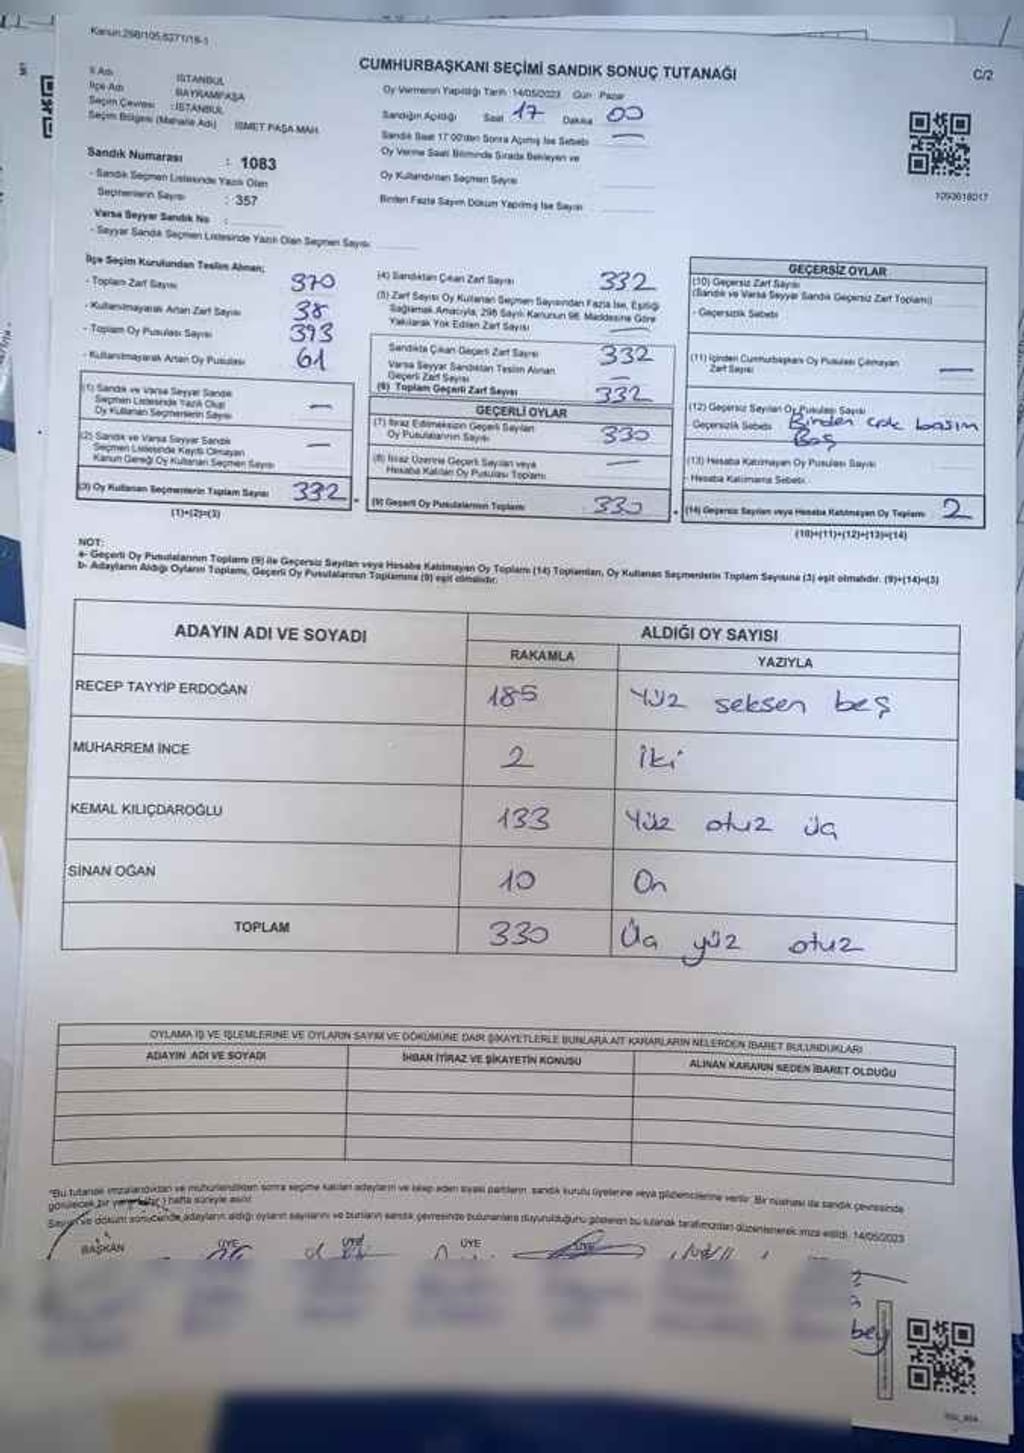 Kanun:298/105,6271/18-1
CUMHURBAŞKANI SEÇİMİ SANDIK SONUÇ TUTANAĞI
C/2
İl Adı : İSTANBUL
İlçe Adı : BAYRAMPAŞA
Seçim Çevresi : İSTANBUL
Seçim Bölgesi (Mahalle Adı) İSMET PAŞA MAH.
Oy Vermenin Yapıldığı Tarih 14/05/2023 Gün Pazar
Sandığın Açıldığı Saat 17 Dakika 00
Sandık Saat 17:00'den Sonra Açılmış İse Sebebi —
Oy Verme Saati Bitiminde Sırada Bekleyen ve
Oy Kullandırılan Seçmen Sayısı
Birden Fazla Sayım Döküm Yapılmış İse Sayısı
1090618017
Sandık Numarası : 1083
- Sandık Seçmen Listesinde Yazılı Olan
Seçmenlerin Sayısı : 357
Varsa Seyyar Sandık No :
- Seyyar Sandık Seçmen Listesinde Yazılı Olan Seçmen Sayısı
İlçe Seçim Kurulundan Teslim Alınan;
- Toplam Zarf Sayısı 370
- Kullanılmayarak Artan Zarf Sayısı 38
- Toplam Oy Pusulası Sayısı 393
- Kullanılmayarak Artan Oy Pusulası 61
(1) Sandık ve Varsa Seyyar Sandık
Seçmen Listesinde Yazılı Olup
Oy Kullanan Seçmenlerin Sayısı —
(2) Sandık ve Varsa Seyyar Sandık
Seçmen Listesinde Kayıtlı Olmayan
Kanun Gereği Oy Kullanan Seçmen Sayısı —
(3) Oy Kullanan Seçmenlerin Toplam Sayısı 332
(1)+(2)=(3)
(4) Sandıktan Çıkan Zarf Sayısı 332
(5) Zarf Sayısı Oy Kullanan Seçmen Sayısından Fazla İse, Eşitliği
Sağlamak Amacıyla, 298 Sayılı Kanunun 98. Maddesine Göre
Yakılarak Yok Edilen Zarf Sayısı —
Sandıkta Çıkan Geçerli Zarf Sayısı 332
Varsa Seyyar Sandıktan Teslim Alınan
Geçerli Zarf Sayısı —
(6) Toplam Geçerli Zarf Sayısı 332
GEÇERLİ OYLAR
(7) İtiraz Edilmeksizin Geçerli Sayılan
Oy Pusulalarının Sayısı 330
(8) İtiraz Üzerine Geçerli Sayılan veya
Hesaba Katılan Oy Pusulası Toplamı —
(9) Geçerli Oy Pusulalarının Toplamı 330
GEÇERSİZ OYLAR
(10) Geçersiz Zarf Sayısı
(Sandık ve Varsa Seyyar Sandık Geçersiz Zarf Toplamı)
- Geçersizlik Sebebi
(11) İçinden Cumhurbaşkanı Oy Pusulası Çıkmayan
Zarf Sayısı —
(12) Geçersiz Sayılan Oy Pusulası Sayısı
Geçersizlik Sebebi Birden çok basım
Boş
(13) Hesaba Katılmayan Oy Pusulası Sayısı
- Hesaba Katılmama Sebebi
(14) Geçersiz Sayılan veya Hesaba Katılmayan Oy Toplamı 2
(10)+(11)+(12)+(13)=(14)
NOT:
a- Geçerli Oy Pusulalarının Toplamı (9) ile Geçersiz Sayılan veya Hesaba Katılmayan Oy Toplamı (14) Toplamları, Oy Kullanan Seçmenlerin Toplam Sayısına (3) eşit olmalıdır. (9)+(14)=(3)
b- Adayların Aldığı Oyların Toplamı, Geçerli Oy Pusulalarının Toplamına (9) eşit olmalıdır.
ADAYIN ADI VE SOYADI
ALDIĞI OY SAYISI
RAKAMLA YAZIYLA
RECEP TAYYİP ERDOĞAN 185 Yüz seksen beş
MUHARREM İNCE 2 İki
KEMAL KILIÇDAROĞLU 133 Yüz otuz üç
SİNAN OĞAN 10 On
TOPLAM 330 Üç yüz otuz
OYLAMA İŞ VE İŞLEMLERİNE VE OYLARIN SAYIM VE DÖKÜMÜNE DAİR ŞİKAYETLERLE BUNLARA AİT KARARLARIN NELERDEN İBARET BULUNDUKLARI
ADAYIN ADI VE SOYADI İHBAR İTİRAZ VE ŞİKAYETİN KONUSU ALINAN KARARIN NEDEN İBARET OLDUĞU
"Bu tutanak imzalandıktan ve mühürlendikten sonra seçime katılan adayların ve talep eden siyasi partilerin sandık kurulu üyelerine veya gözlemcilerine verilir. Bir nüshası da sandık çevresinde
görülecek bir yere hafta süreyle asılır.
Sayım ve döküm sonucunda adayların aldığı oyların sayılarını ve bunların sandık çevresinde bulunanlara duyurulduğunu gösteren bu tutanak tarafımızdan düzenlenerek imza edildi. 14/05/2023
BAŞKAN ÜYE ÜYE ÜYE ÜYE
bey